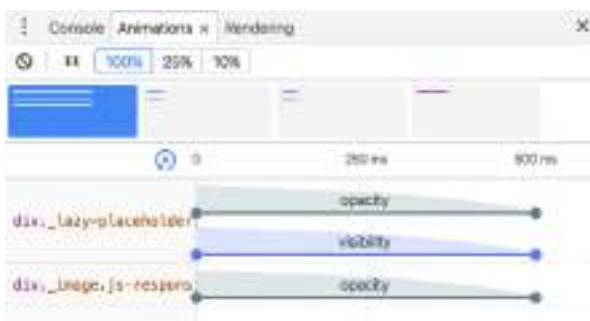 Console Animations × Rendering ×
100% 25% 10%
0 250 ms 500 ms
opacity
div._lazy-placeholder
visibility
div._image.js-respons
opacity